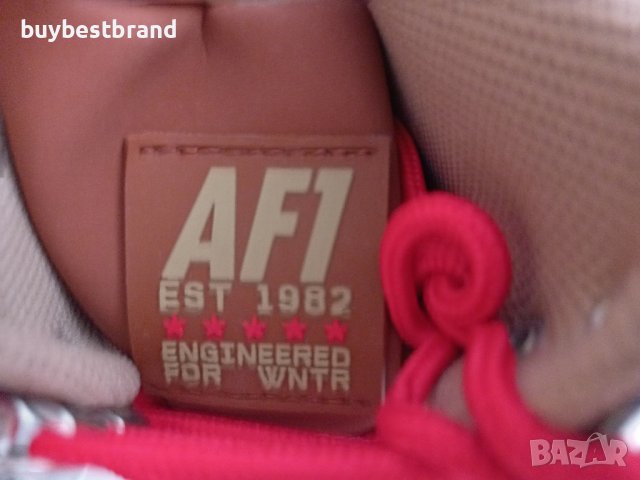 buybestbrand
AF1
EST 1982
ENGINEERED
FOR WNTR
BAZAR